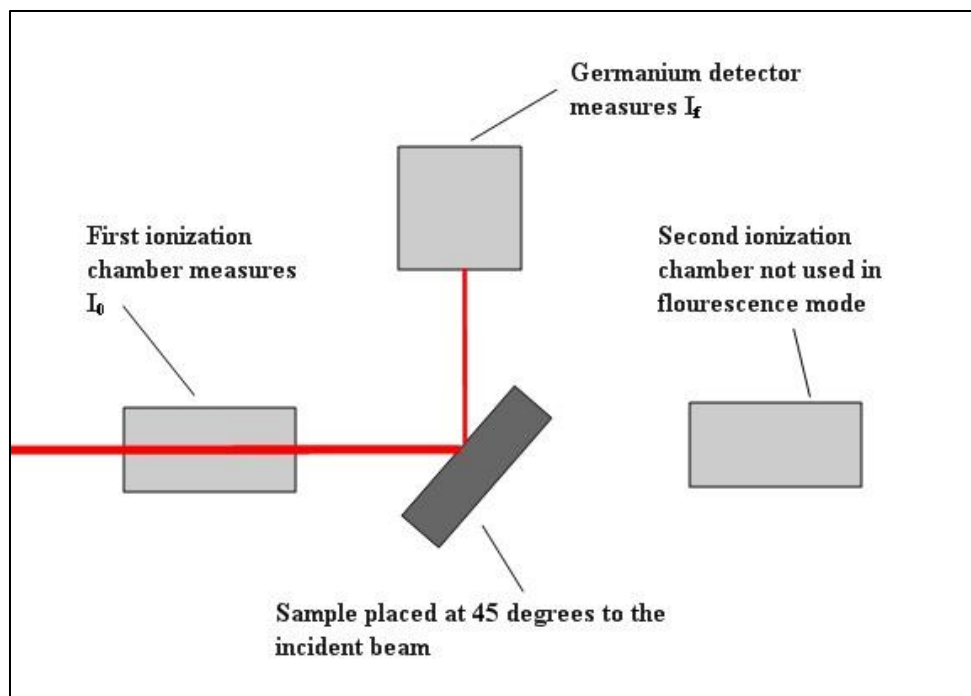 Germanium detector
measures If
First ionization
chamber measures
I0
Second ionization
chamber not used in
flourescence mode
Sample placed at 45 degrees to the
incident beam